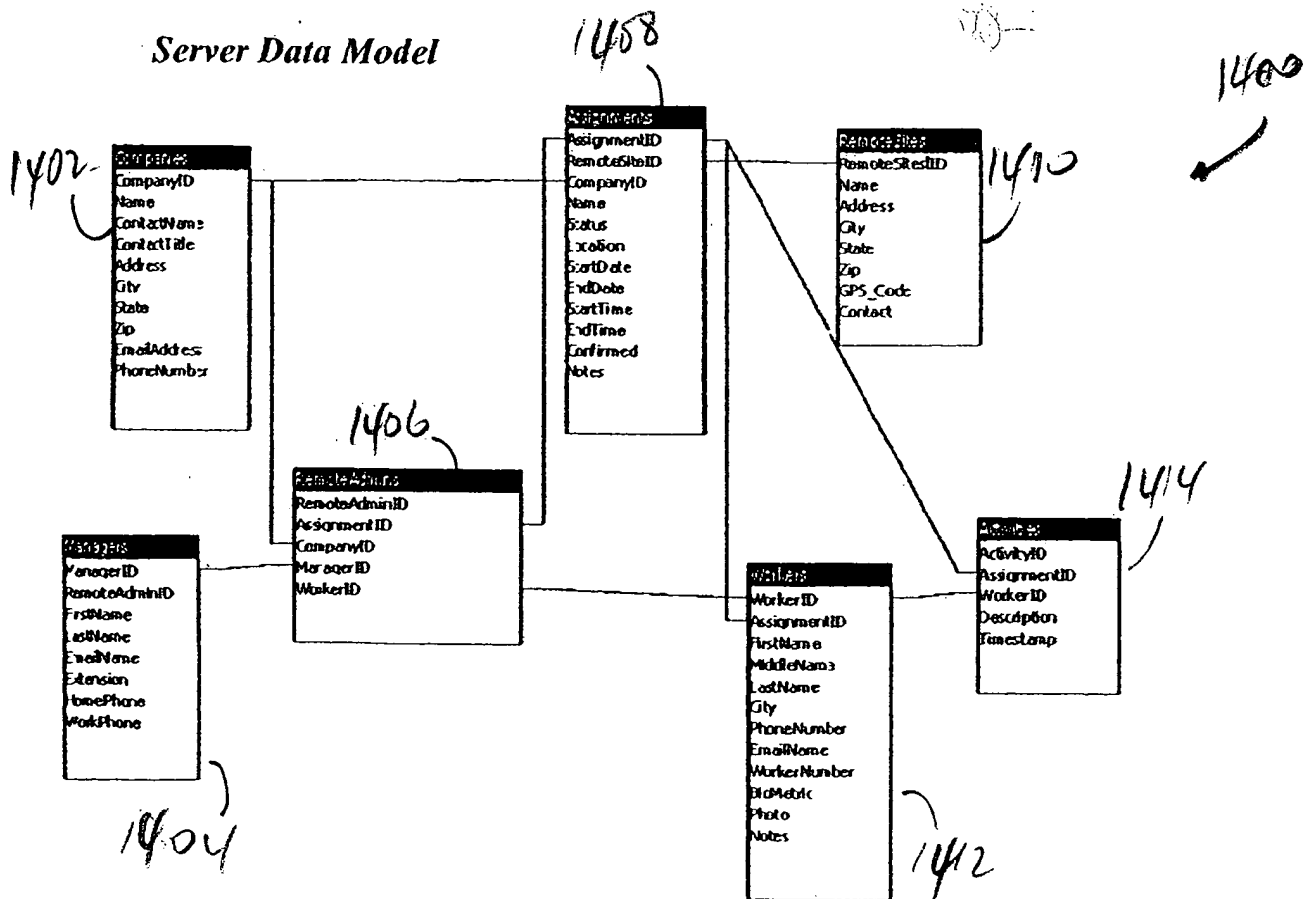 Server Data Model
1408
1400
1402
Companies
CompanyID
Name
ContactName
ContactTitle
Address
City
State
Zip
EmailAddress
PhoneNumber
Assignments
AssignmentID
RemoteSiteID
CompanyID
Name
Status
Location
StartDate
EndDate
StartTime
EndTime
Confirmed
Notes
RemoteSites
RemoteSitesID
Name
Address
City
State
Zip
GPS_Code
Contact
1410
1406
RemoteAdmins
RemoteAdminID
AssignmentID
CompanyID
ManagerID
WorkerID
Managers
ManagerID
RemoteAdminID
FirstName
LastName
EmailName
Extension
HomePhone
WorkPhone
1404
Workers
WorkerID
AssignmentID
FirstName
MiddleName
LastName
City
PhoneNumber
EmailName
WorkerNumber
BioMetric
Photo
Notes
1412
1414
Activities
ActivityID
AssignmentID
WorkerID
Description
Timestamp